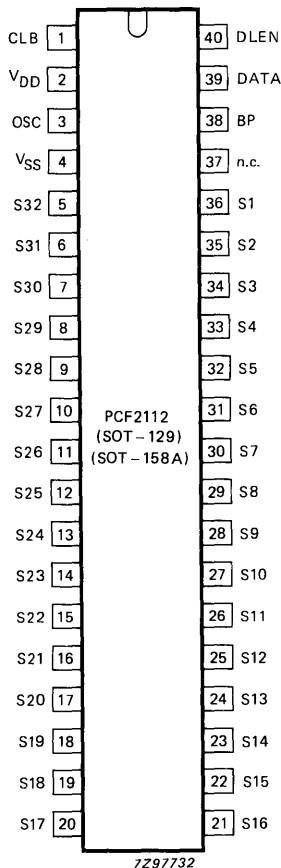 CLB 1 40 DLEN
VDD 2 39 DATA
OSC 3 38 BP
VSS 4 37 n.c.
S32 5 36 S1
S31 6 35 S2
S30 7 34 S3
S29 8 33 S4
S28 9 32 S5
S27 10 31 S6
PCF2112
(SOT-129)
(SOT-158A)
S26 11 30 S7
S25 12 29 S8
S24 13 28 S9
S23 14 27 S10
S22 15 26 S11
S21 16 25 S12
S20 17 24 S13
S19 18 23 S14
S18 19 22 S15
S17 20 21 S16
7Z97732